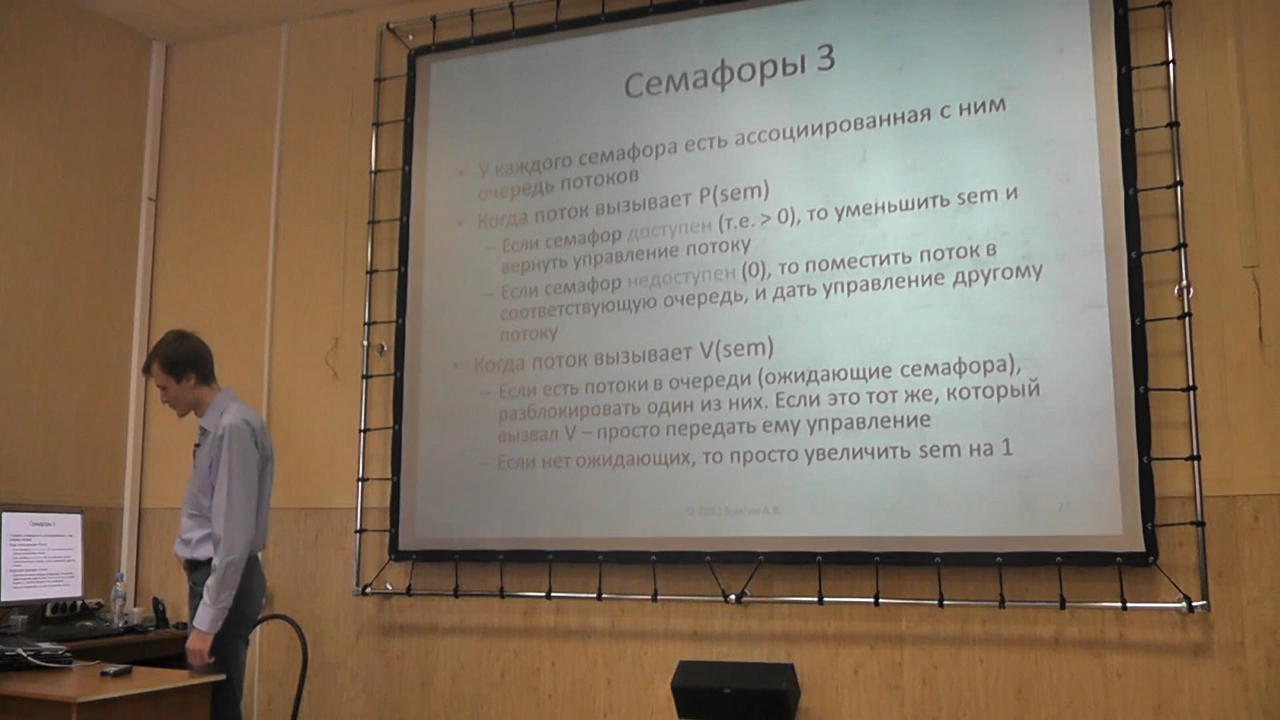 Семафоры 3
• У каждого семафора есть ассоциированная с ним
очередь потоков
• Когда поток вызывает P(sem)
– Если семафор доступен (т.е. > 0), то уменьшить sem и
вернуть управление потоку
– Если семафор недоступен (0), то поместить поток в
соответствующую очередь, и дать управление другому
потоку
• Когда поток вызывает V(sem)
– Если есть потоки в очереди (ожидающие семафора),
разблокировать один из них. Если это тот же, который
вызвал V – просто передать ему управление
– Если нет ожидающих, то просто увеличить sem на 1
Семафоры 3